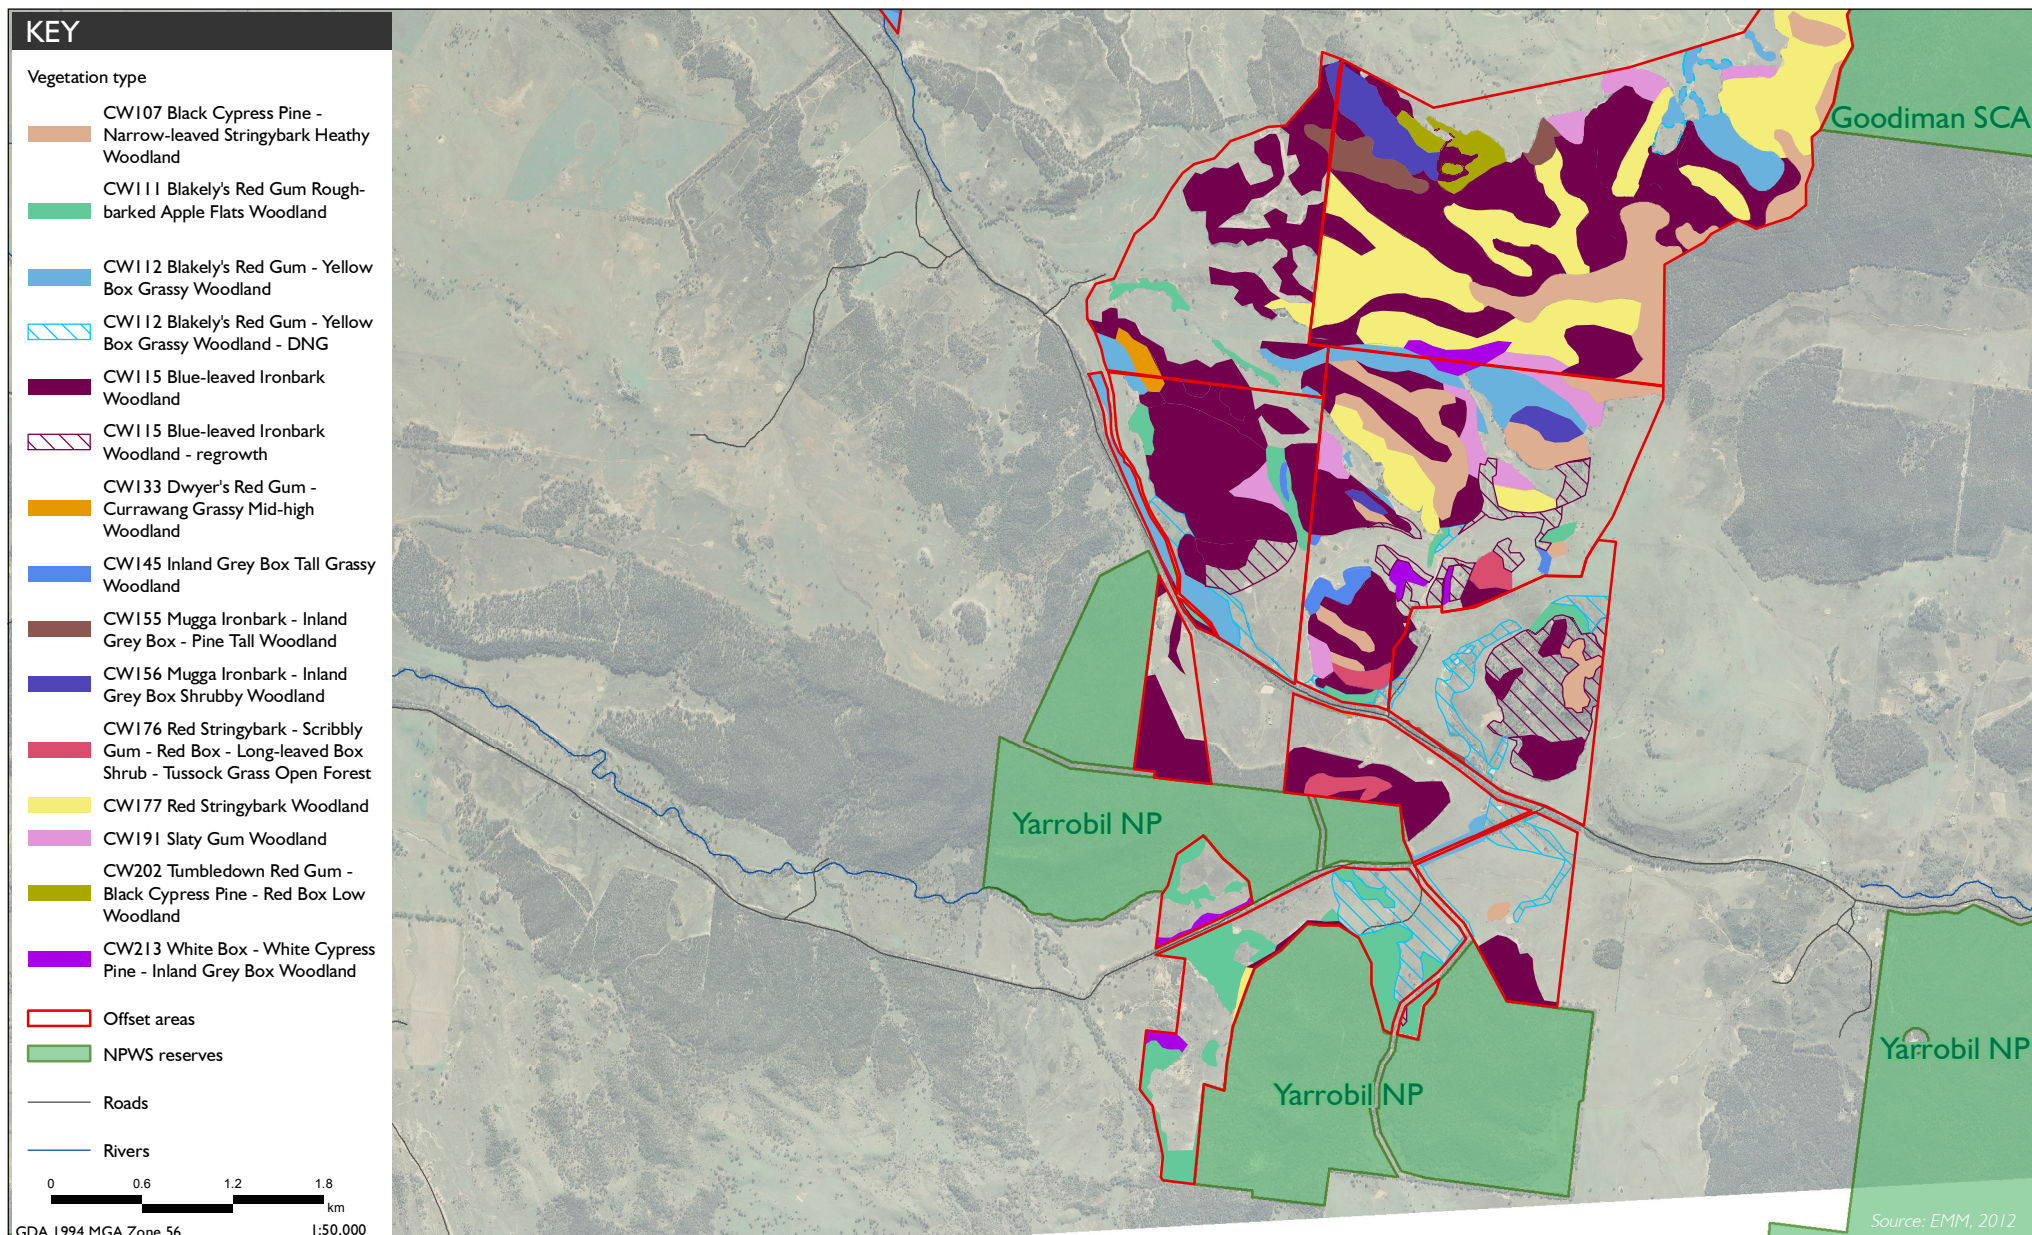 KEY
Vegetation type
CW107 Black Cypress Pine -
Narrow-leaved Stringybark Heathy
Woodland
CW111 Blakely's Red Gum Rough-
barked Apple Flats Woodland
CW112 Blakely's Red Gum - Yellow
Box Grassy Woodland
CW112 Blakely's Red Gum - Yellow
Box Grassy Woodland - DNG
CW115 Blue-leaved Ironbark
Woodland
CW115 Blue-leaved Ironbark
Woodland - regrowth
CW133 Dwyer's Red Gum -
Currawang Grassy Mid-high
Woodland
CW145 Inland Grey Box Tall Grassy
Woodland
CW155 Mugga Ironbark - Inland
Grey Box - Pine Tall Woodland
CW156 Mugga Ironbark - Inland
Grey Box Shrubby Woodland
CW176 Red Stringybark - Scribbly
Gum - Red Box - Long-leaved Box
Shrub - Tussock Grass Open Forest
CW177 Red Stringybark Woodland
CW191 Slaty Gum Woodland
CW202 Tumbledown Red Gum -
Black Cypress Pine - Red Box Low
Woodland
CW213 White Box - White Cypress
Pine - Inland Grey Box Woodland
Offset areas
NPWS reserves
Roads
Rivers
0 0.6 1.2 1.8
km
GDA 1994 MGA Zone 56 1:50,000
Goodiman SCA
Yarrobil NP
Yarrobil NP
Yarrobil NP
Source: EMM, 2012